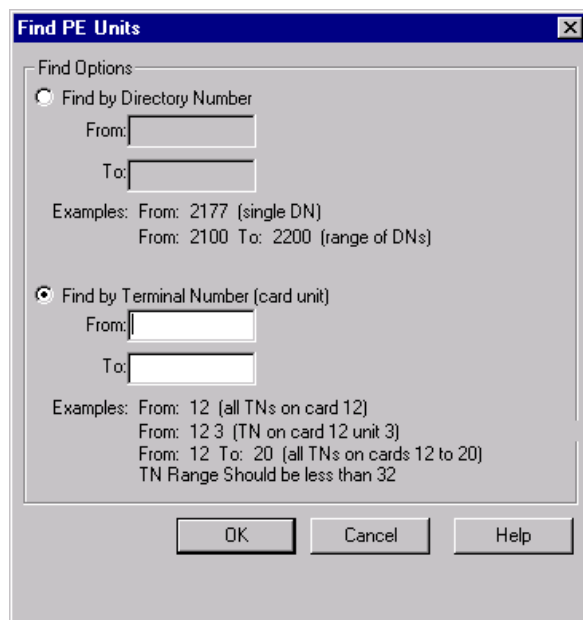 Find PE Units
Find Options
Find by Directory Number
From:
To:
Examples: From: 2177 (single DN)
From: 2100 To: 2200 (range of DNs)
Find by Terminal Number (card unit)
From:
To:
Examples: From: 12 (all TNs on card 12)
From: 12 3 (TN on card 12 unit 3)
From: 12 To: 20 (all TNs on cards 12 to 20)
TN Range Should be less than 32
OK Cancel Help